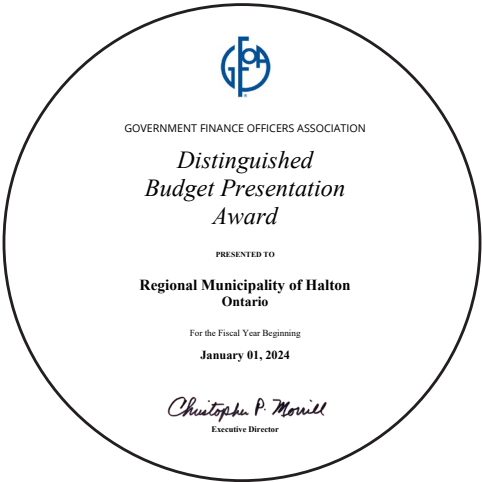 GFOA
GOVERNMENT FINANCE OFFICERS ASSOCIATION
Distinguished
Budget Presentation
Award
PRESENTED TO
Regional Municipality of Halton
Ontario
For the Fiscal Year Beginning
January 01, 2024
Christopher P. Morrill
Executive Director